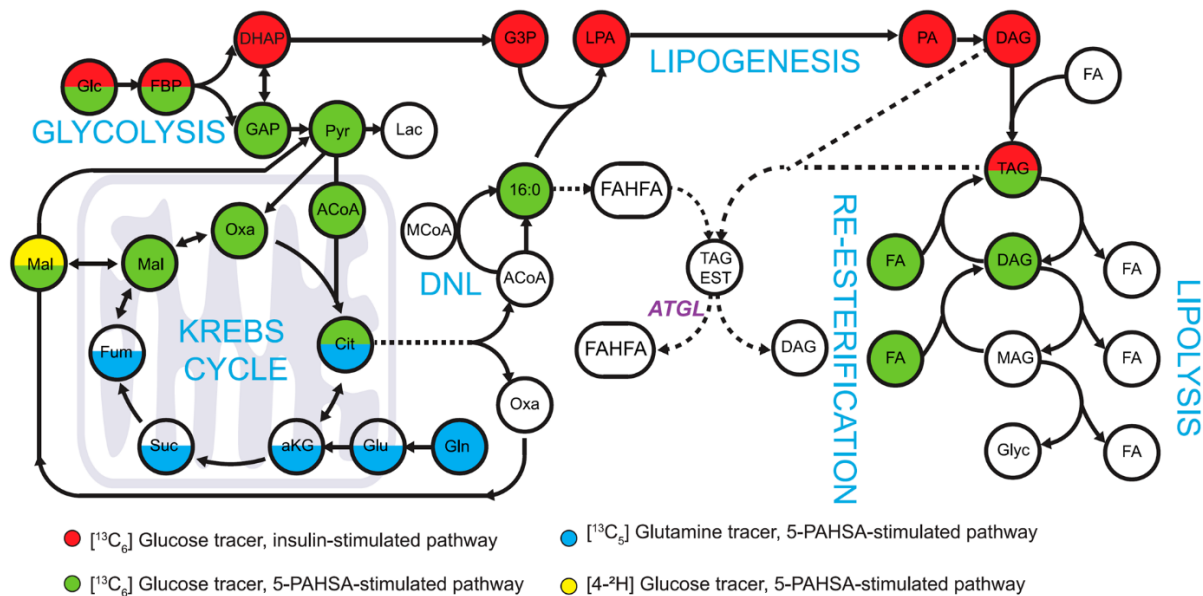 DHAP
G3P
LPA
PA
DAG
LIPOGENESIS
FA
Glc
FBP
GLYCOLYSIS
GAP
Pyr
Lac
TAG
16:0
FAHFA
ACoA
Oxa
MCoA
Mal
Mal
ACoA
DNL
TAG
EST
FA
DAG
FA
ATGL
KREBS
CYCLE
Fum
Cit
FAHFA
DAG
FA
MAG
FA
RE-ESTERIFICATION
LIPOLYSIS
Oxa
Suc
aKG
Glu
Gln
Glyc
FA
[¹³C₆] Glucose tracer, insulin-stimulated pathway
[¹³C₅] Glutamine tracer, 5-PAHSA-stimulated pathway
[¹³C₆] Glucose tracer, 5-PAHSA-stimulated pathway
[4-²H] Glucose tracer, 5-PAHSA-stimulated pathway